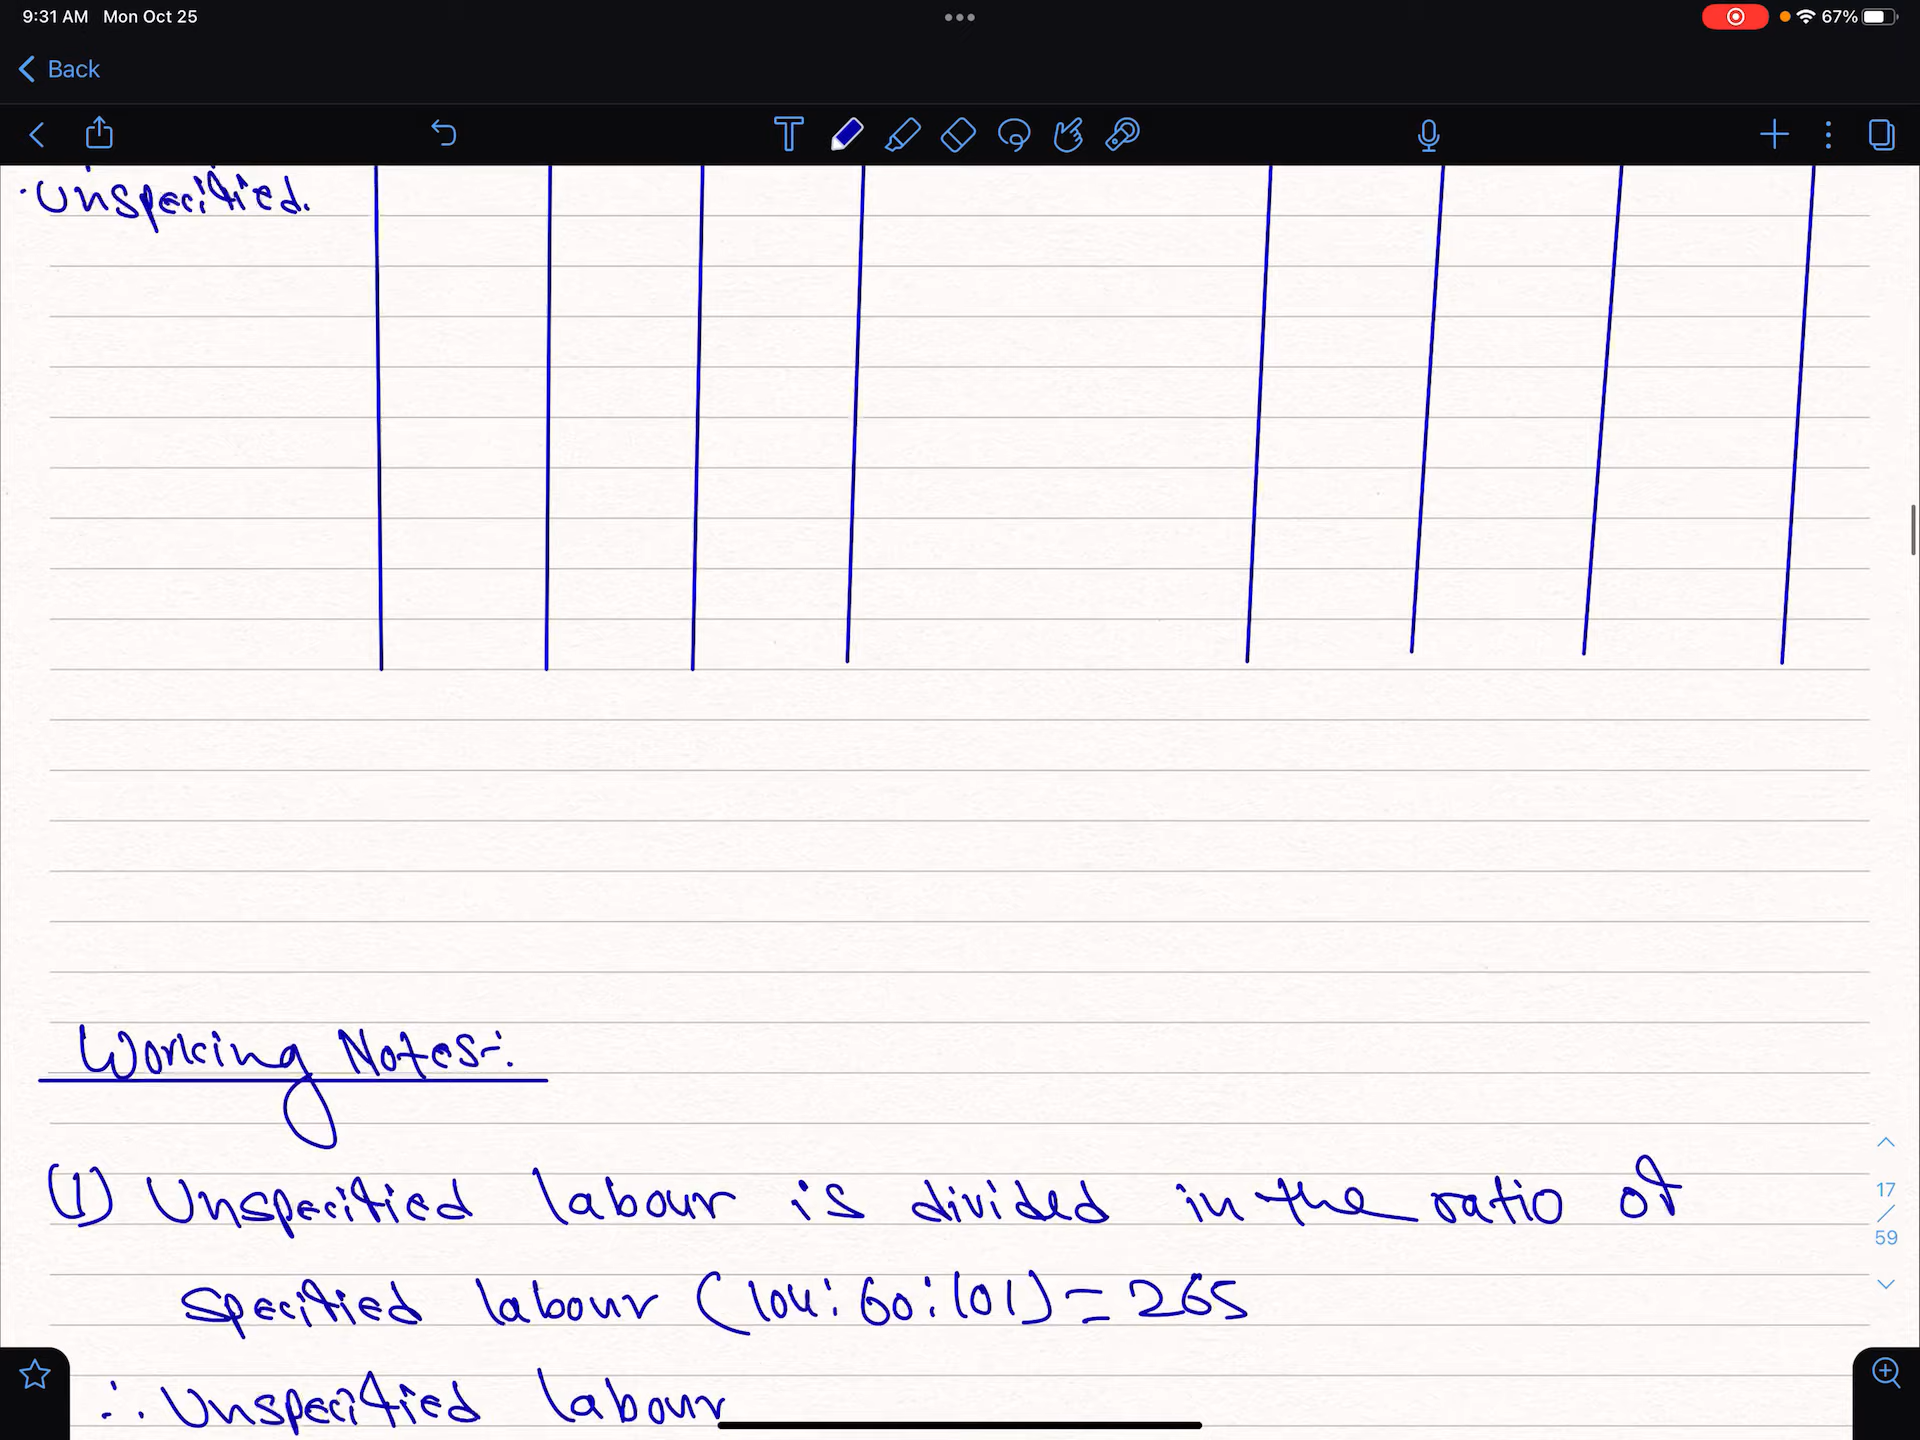 9:31 AM Mon Oct 25
67%
Back
T
Unspecified.
Working Notes:-
(1) Unspecified labour is divided in the ratio of
17
/
59
specified labour (104:60:101) = 265
∴ Unspecified labour